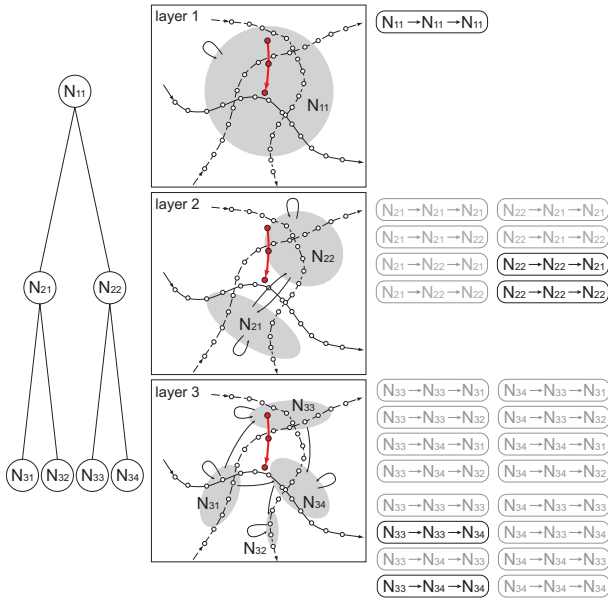 layer 1
N11
N11
N11→N11→N11
layer 2
N21
N22
N22
N21
N21→N21→N21
N22→N21→N21
N21→N21→N22
N22→N21→N22
N21→N22→N21
N22→N22→N21
N21→N22→N22
N22→N22→N22
layer 3
N31
N32
N33
N34
N33
N31
N34
N32
N33→N33→N31
N34→N33→N31
N33→N33→N32
N34→N33→N32
N33→N34→N31
N34→N34→N31
N33→N34→N32
N34→N34→N32
N33→N33→N33
N34→N33→N33
N33→N33→N34
N34→N33→N34
N33→N34→N33
N34→N34→N33
N33→N34→N34
N34→N34→N34